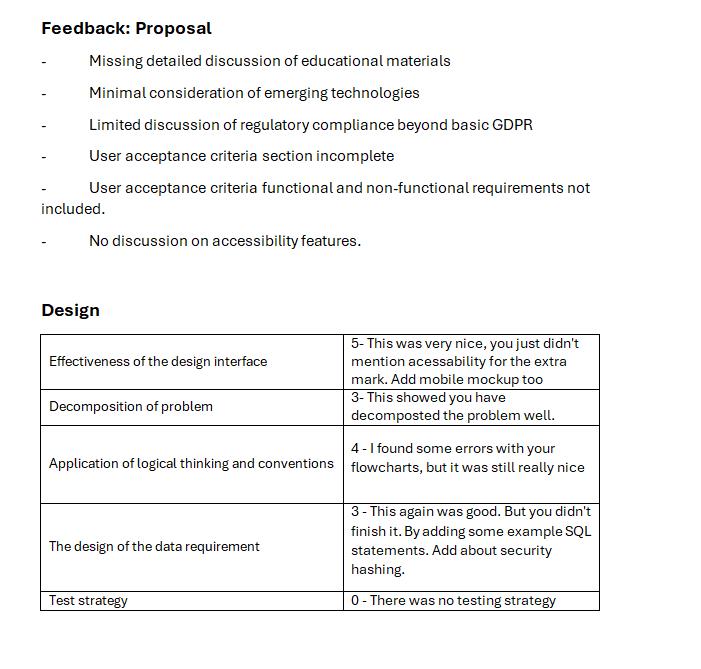 Feedback: Proposal
- Missing detailed discussion of educational materials
- Minimal consideration of emerging technologies
- Limited discussion of regulatory compliance beyond basic GDPR
- User acceptance criteria section incomplete
- User acceptance criteria functional and non-functional requirements not
included.
- No discussion on accessibility features.
Design
Effectiveness of the design interface
5- This was very nice, you just didn't
mention acessability for the extra
mark. Add mobile mockup too
Decomposition of problem
3- This showed you have
decomposted the problem well.
Application of logical thinking and conventions
4 - I found some errors with your
flowcharts, but it was still really nice
The design of the data requirement
3 - This again was good. But you didn't
finish it. By adding some example SQL
statements. Add about security
hashing.
Test strategy
0 - There was no testing strategy